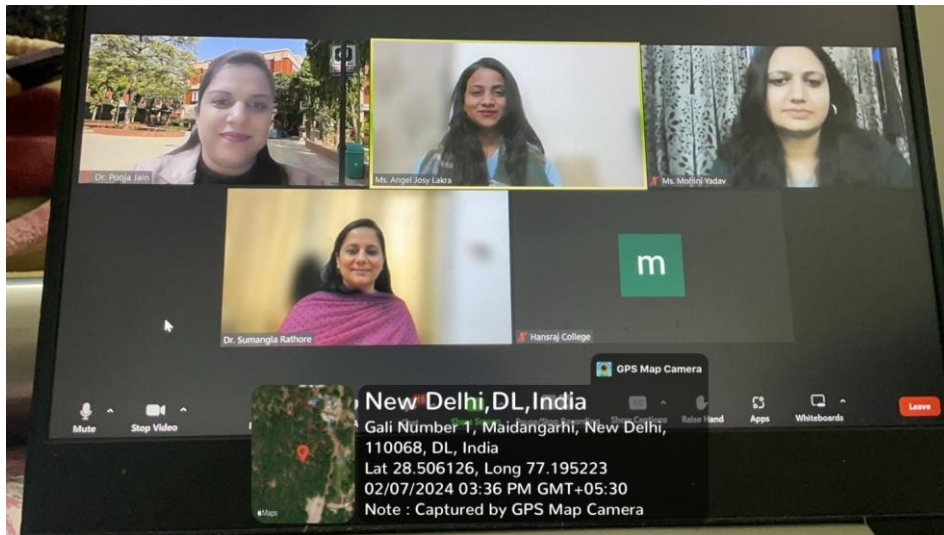 Dr. Pooja Jain
Ms. Angel Josy Lakra
Ms. Mohini Yadav
Dr. Sumangla Rathore
m
Hansraj College
GPS Map Camera
Mute
Stop Video
Show Captions
Raise Hand
Apps
Whiteboards
Leave
New Delhi,DL,India
Gali Number 1, Maidangarhi, New Delhi,
110068, DL, India
Lat 28.506126, Long 77.195223
02/07/2024 03:36 PM GMT+05:30
Note : Captured by GPS Map Camera
Maps